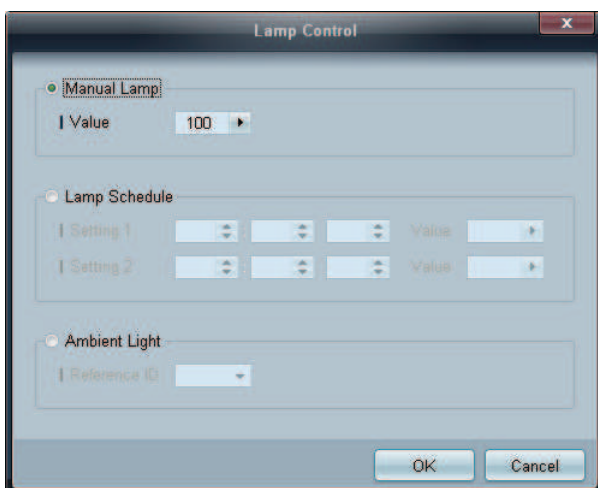 Lamp Control
x
Manual Lamp
Value 100
Lamp Schedule
Setting 1 Value
Setting 2 Value
Ambient Light
Reference ID
OK Cancel